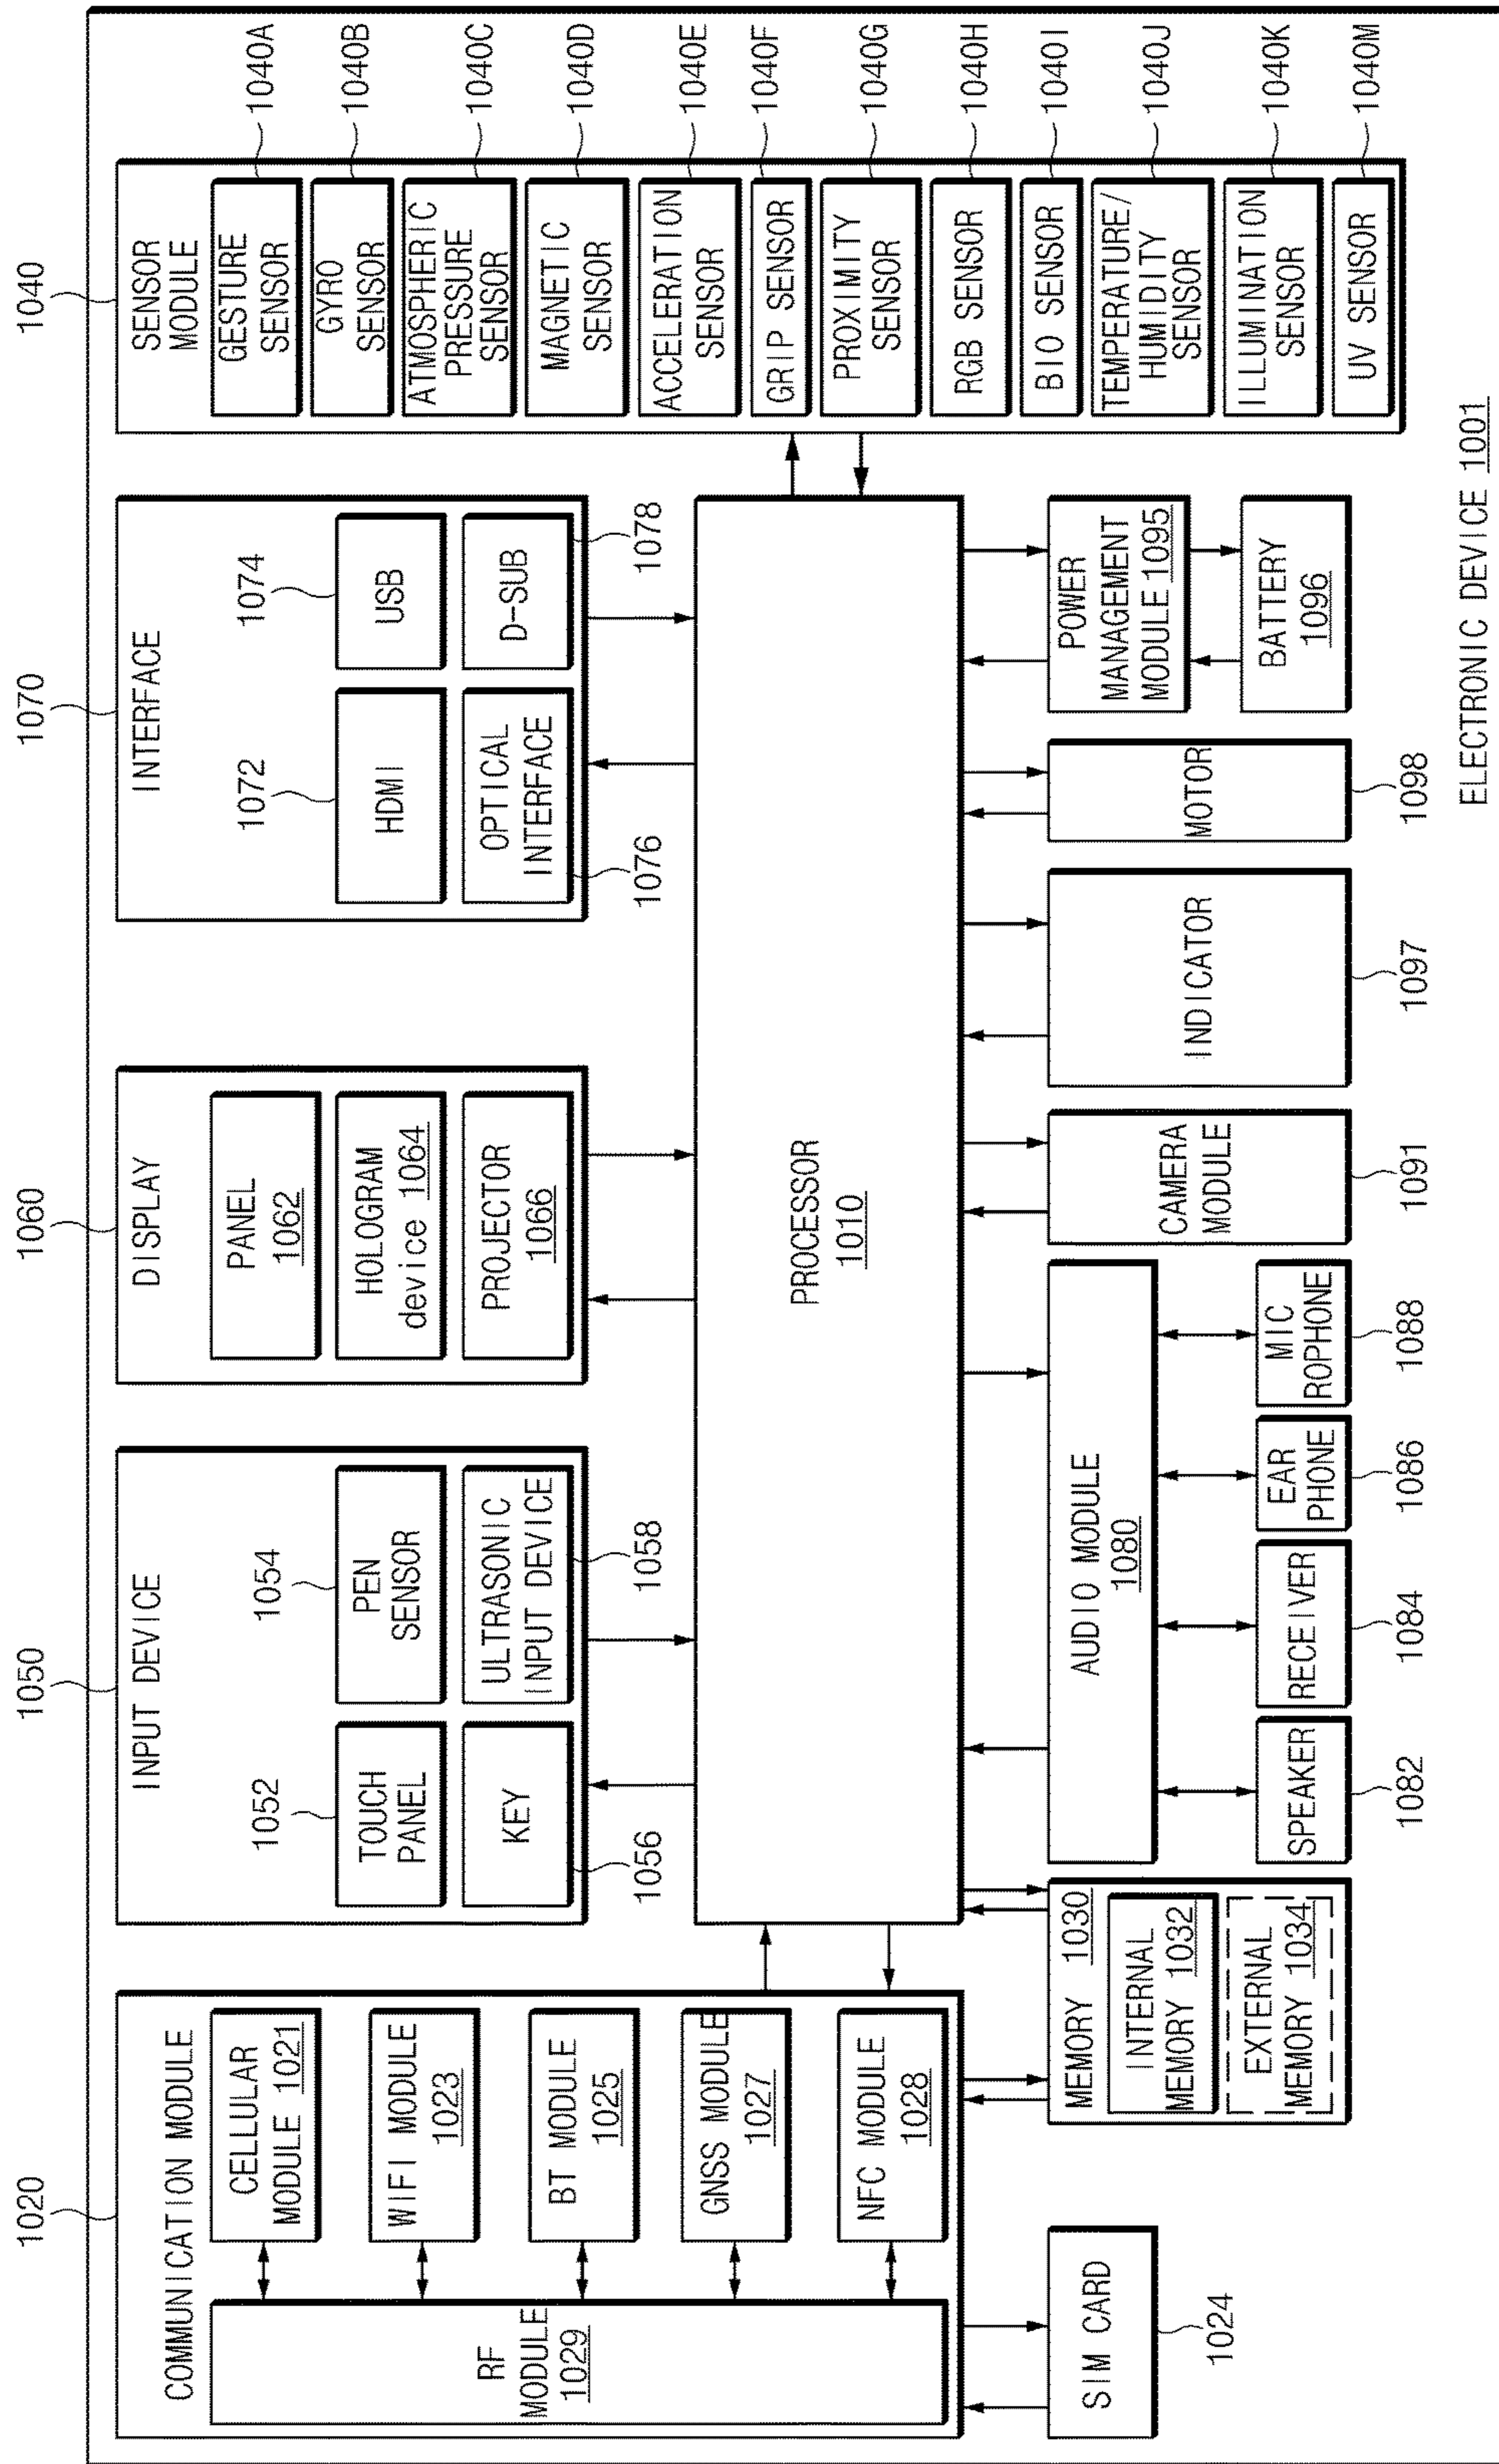 1020
COMMUNICATION MODULE
RF
MODULE
1029
CELLULAR
MODULE 1021
WIFI MODULE
1023
BT MODULE
1025
GNSS MODULE
1027
NFC MODULE
1028
SIM CARD
1024
1050
INPUT DEVICE
1052
TOUCH
PANEL
1054
PEN
SENSOR
KEY
1056
ULTRASONIC
INPUT DEVICE
1058
1060
DISPLAY
PANEL
1062
HOLOGRAM
device 1064
PROJECTOR
1066
1070
INTERFACE
1072
HDMI
1074
USB
OPTICAL
INTERFACE
1076
D-SUB
1078
1040
SENSOR
MODULE
GESTURE
SENSOR
1040A
GYRO
SENSOR
1040B
ATMOSPHERIC
PRESSURE
SENSOR
1040C
MAGNETIC
SENSOR
1040D
ACCELERATION
SENSOR
1040E
GRIP SENSOR
1040F
PROXIMITY
SENSOR
1040G
RGB SENSOR
1040H
BIO SENSOR
1040I
TEMPERATURE/
HUMIDITY
SENSOR
1040J
ILLUMINATION
SENSOR
1040K
UV SENSOR
1040M
PROCESSOR
1010
MEMORY 1030
INTERNAL
MEMORY 1032
EXTERNAL
MEMORY 1034
AUDIO MODULE
1080
SPEAKER
1082
RECEIVER
1084
EAR
PHONE
1086
MIC
ROPHONE
1088
CAMERA
MODULE
1091
INDICATOR
1097
MOTOR
1098
POWER
MANAGEMENT
MODULE 1095
BATTERY
1096
ELECTRONIC DEVICE 1001